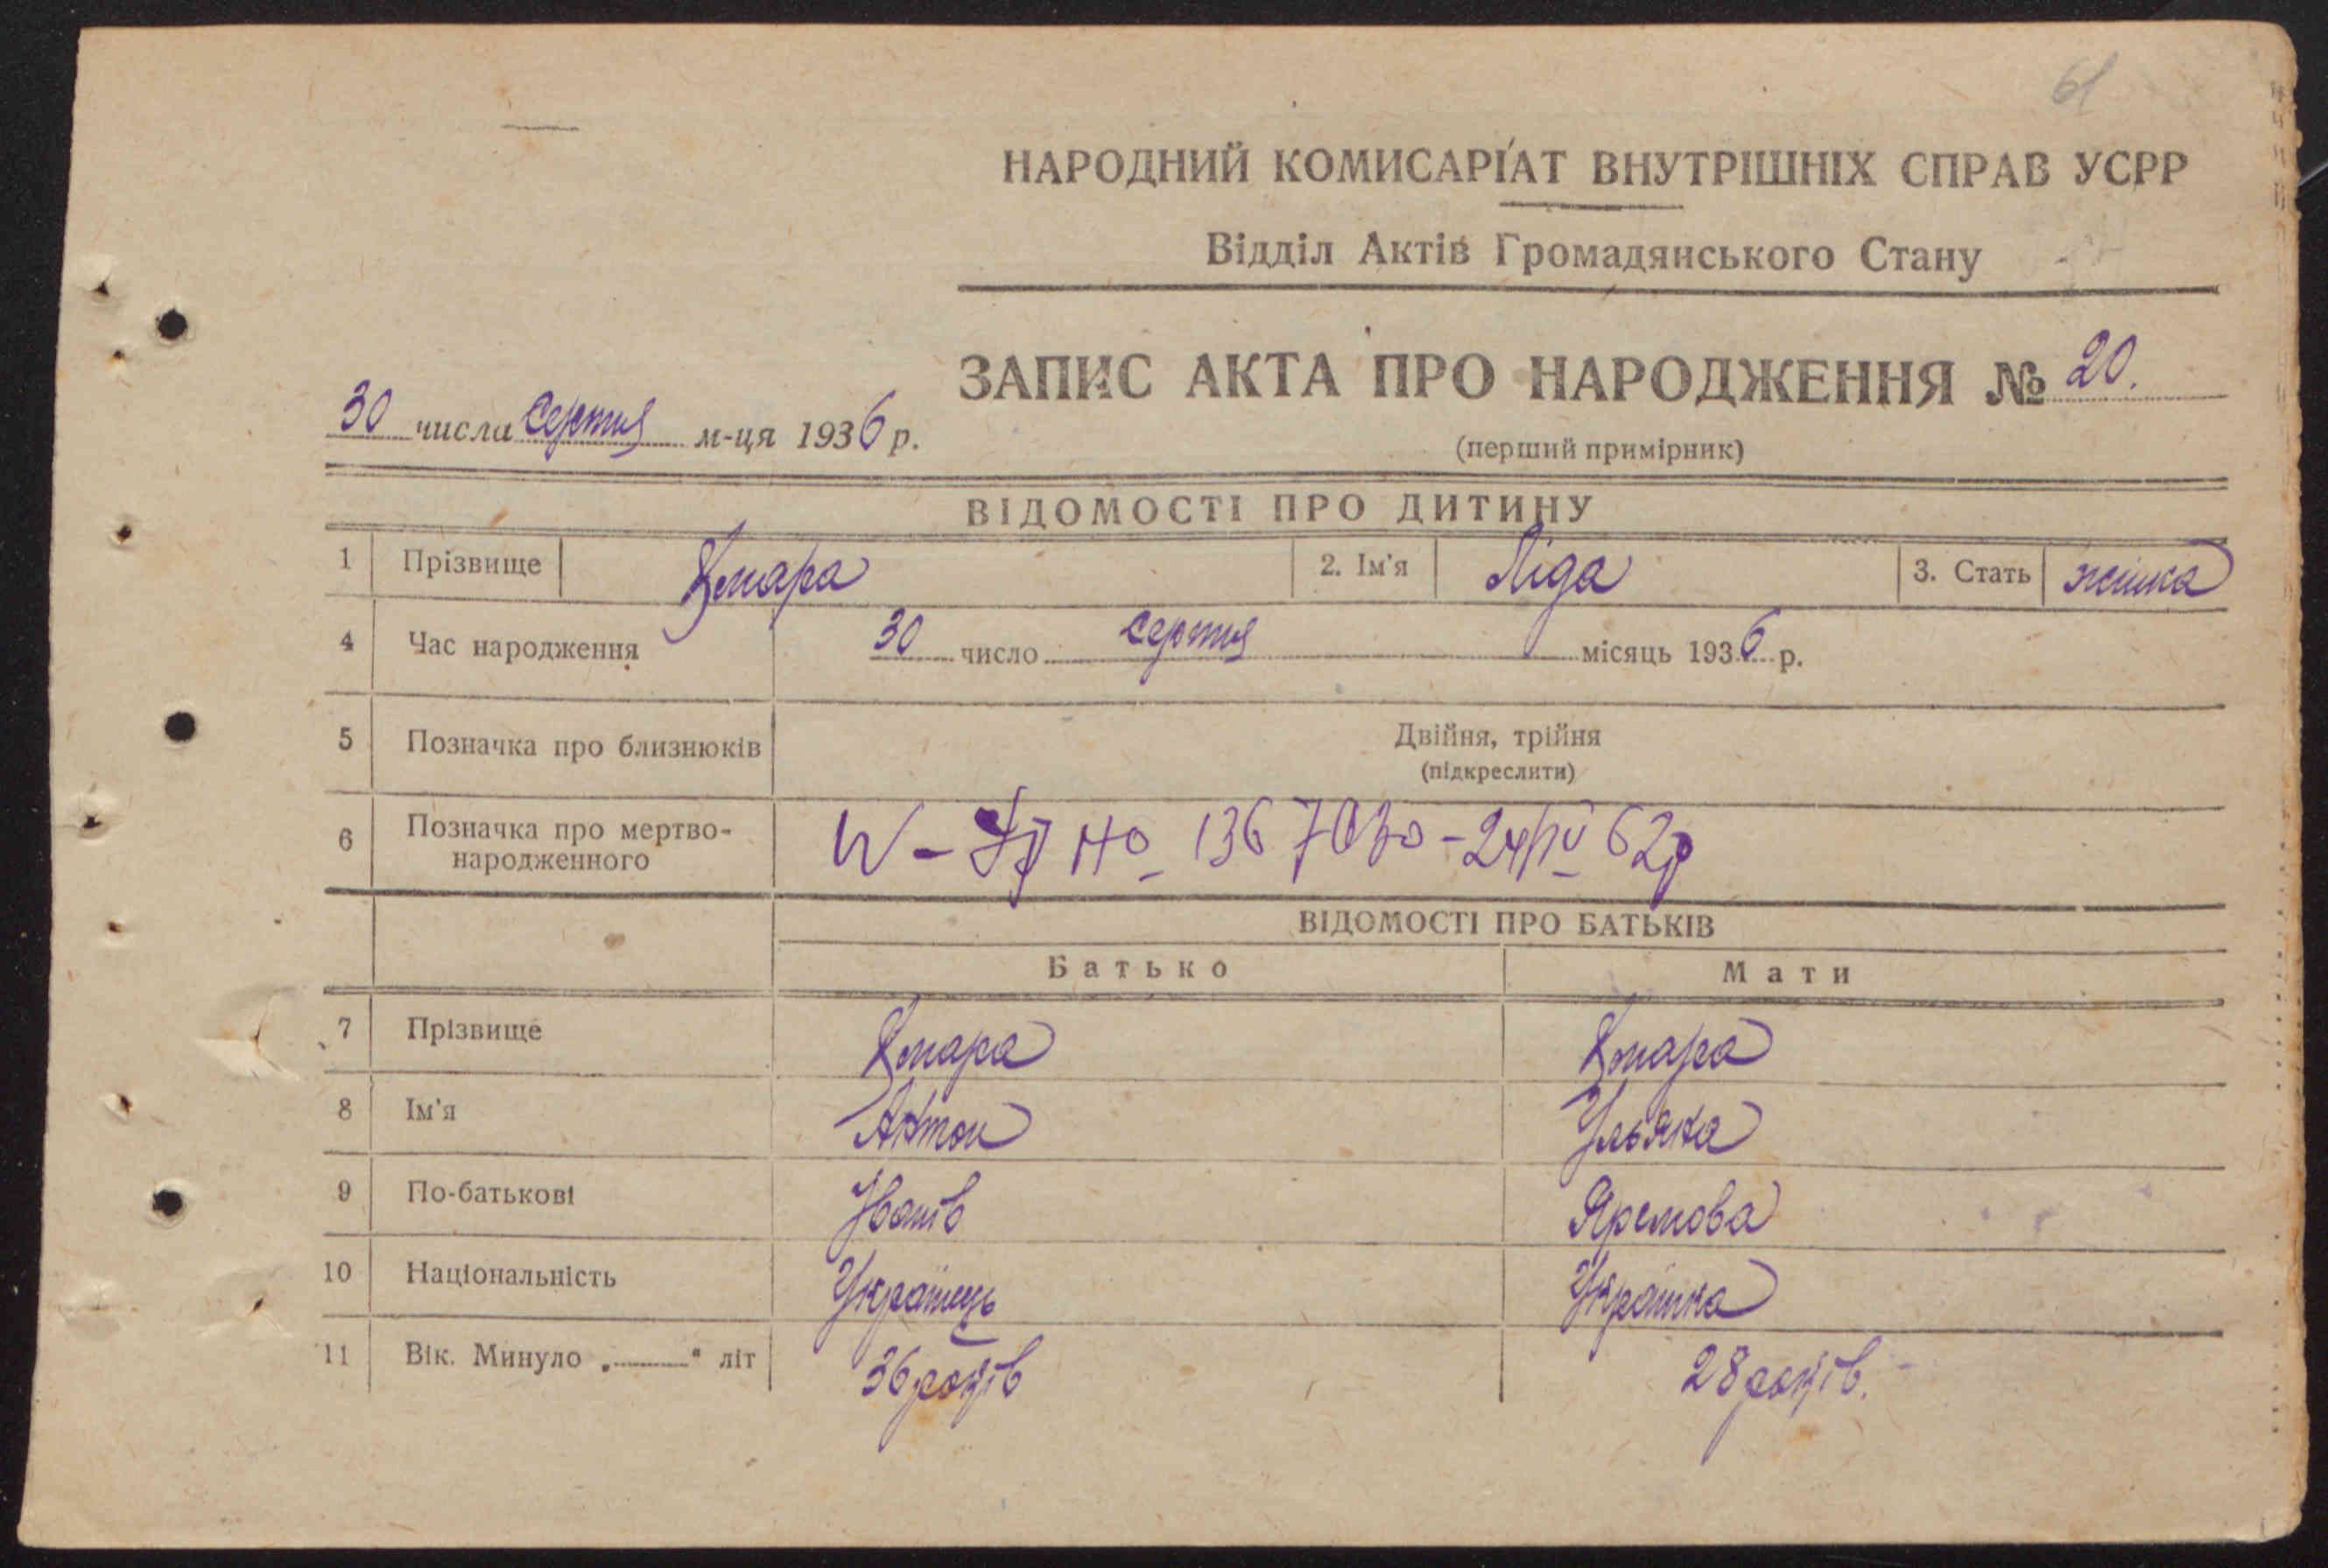 61
НАРОДНИЙ КОМИСАРІАТ ВНУТРІШНІХ СПРАВ УСРР
Відділ Актів Громадянського Стану
ЗАПИС АКТА ПРО НАРОДЖЕННЯ № 20.
30 числа серпня м-ця 1936 р.
(перший примірник)
ВІДОМОСТІ ПРО ДИТИНУ
1 Прізвище Хмара 2. Ім'я Ліда 3. Стать жінка
4 Час народження 30 число серпня місяць 1936 р.
5 Позначка про близнюків Двійня, трійня
(підкреслити)
6 Позначка про мертво-
народженного
ВІДОМОСТІ ПРО БАТЬКІВ
Батько Мати
7 Прізвище Хмара Хмара
8 Ім'я Антон Ульяна
9 По-батькові Іванів Яремова
10 Національність Українець Українка
11 Вік. Минуло „ “ літ 36 років 28 років.